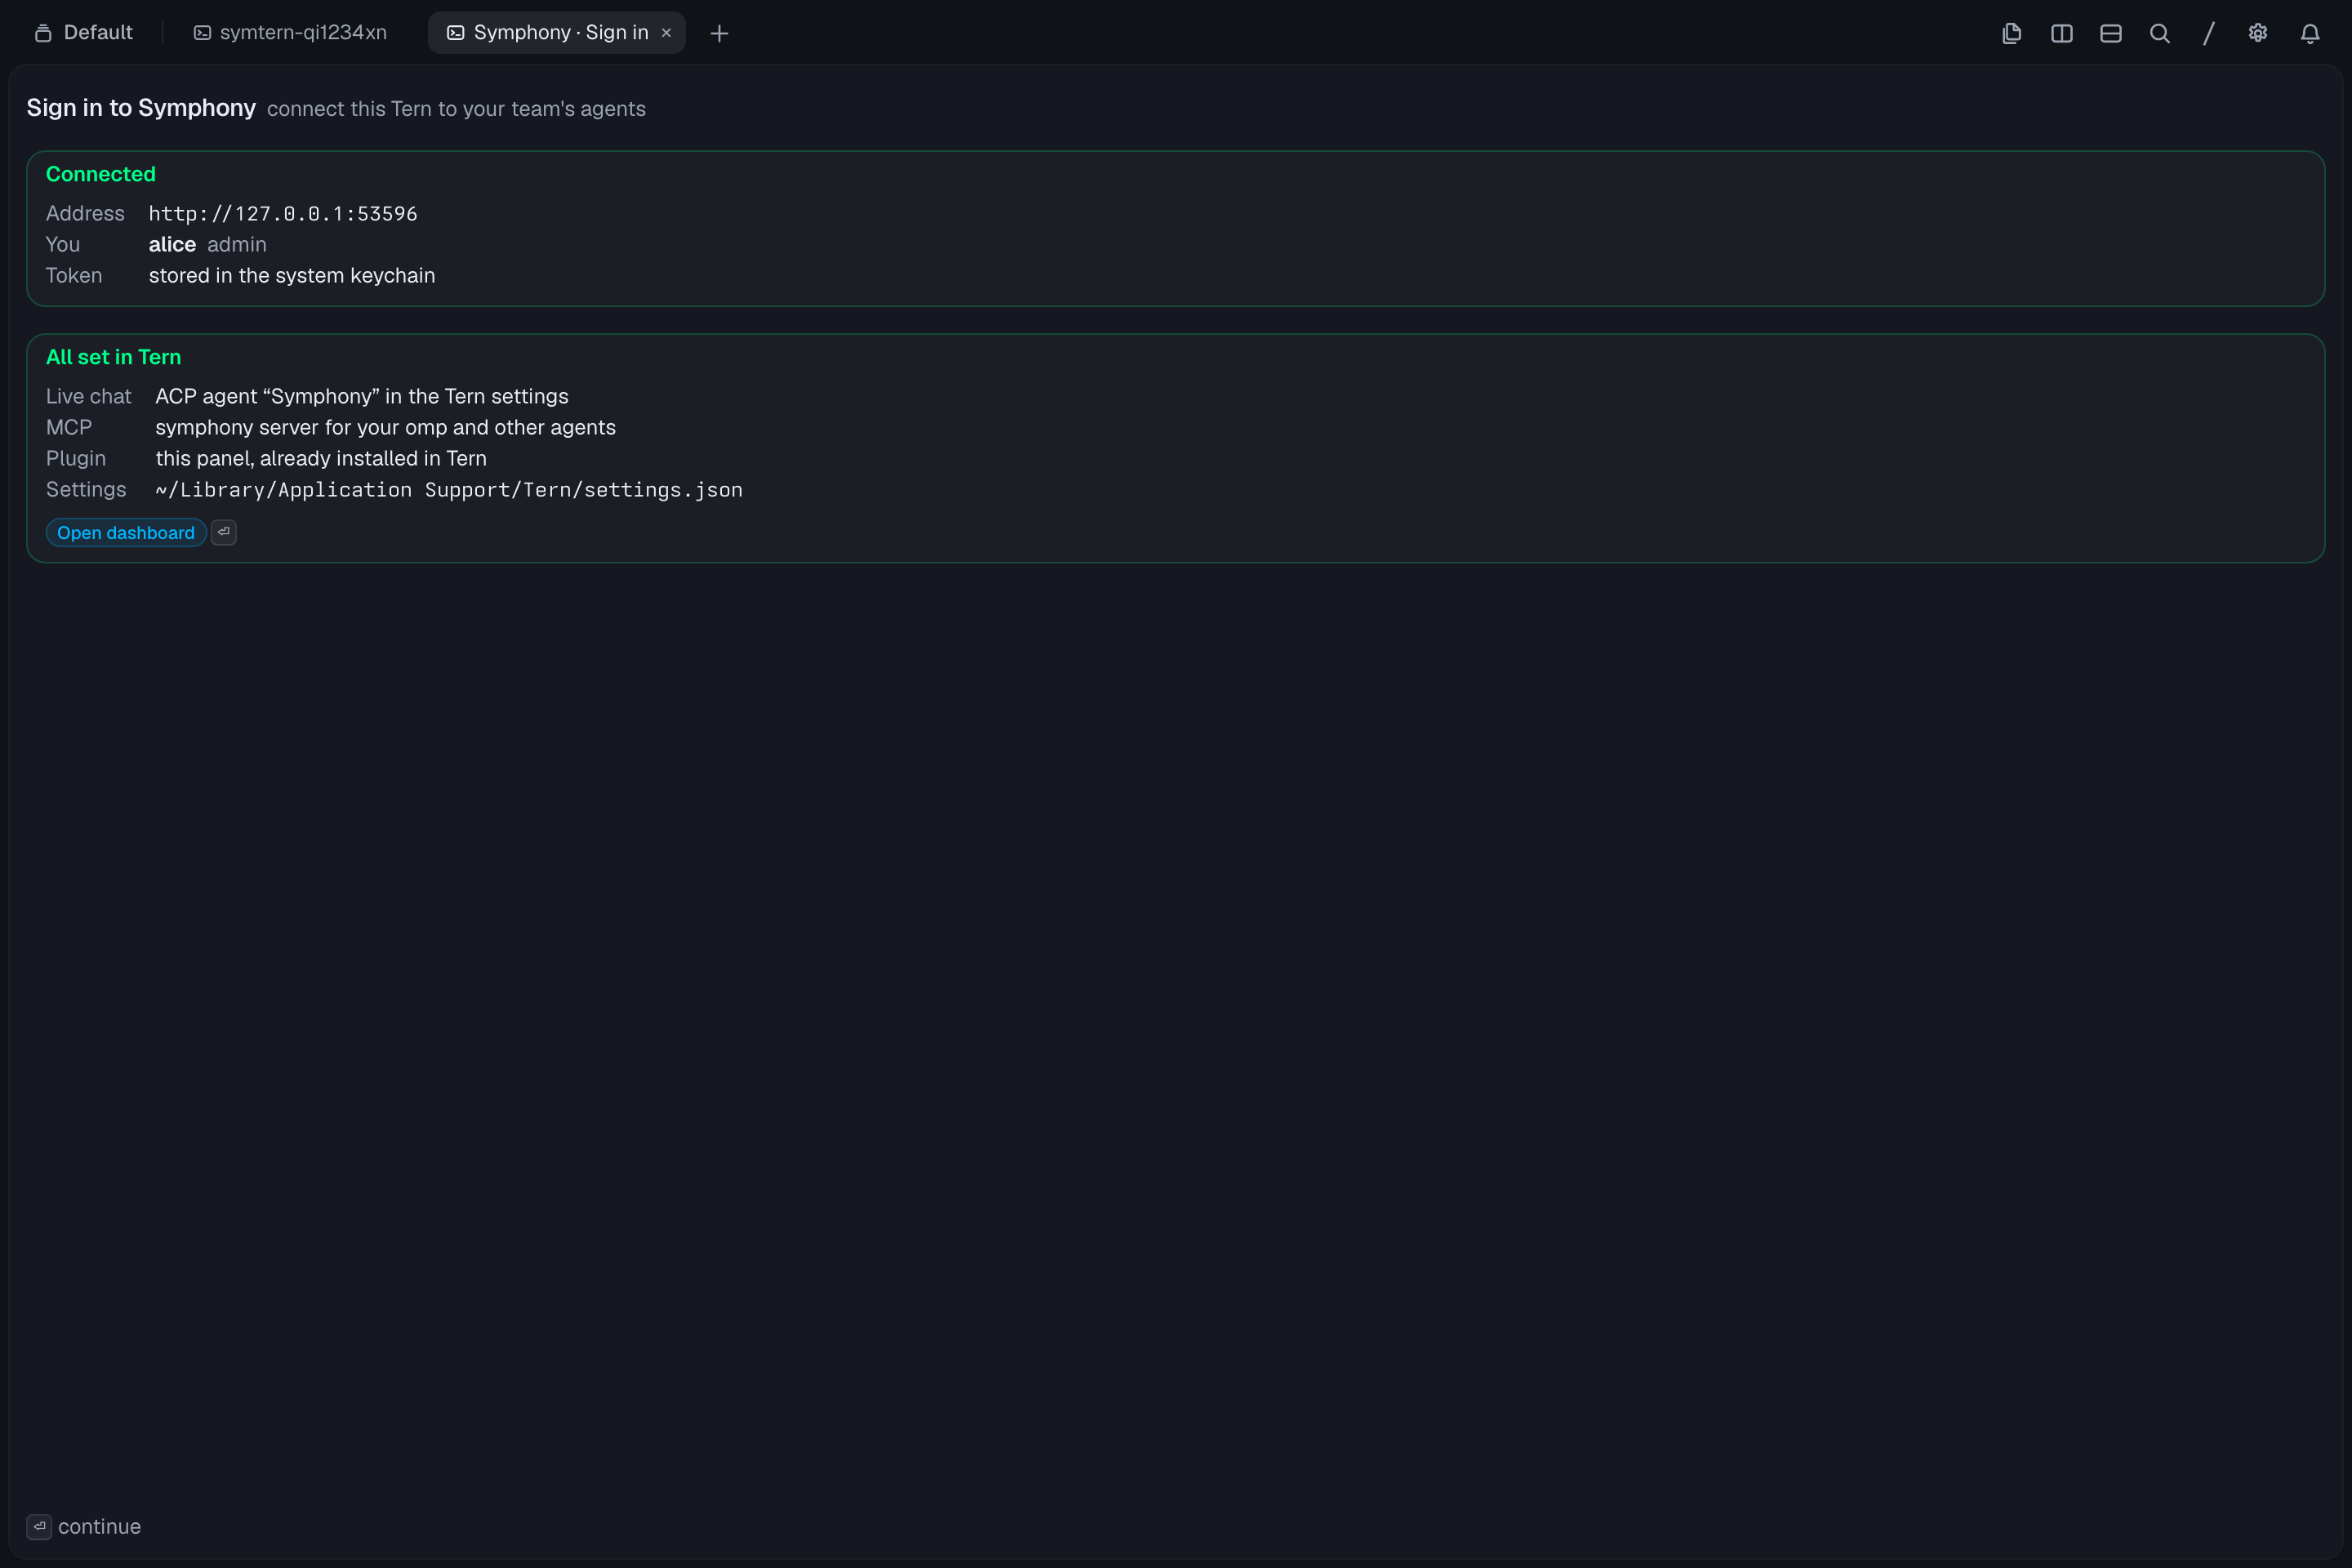 Default
symtern-qi1234xn
Symphony · Sign in
Sign in to Symphony connect this Tern to your team's agents
Connected
Address http://127.0.0.1:53596
You alice admin
Token stored in the system keychain
All set in Tern
Live chat ACP agent “Symphony” in the Tern settings
MCP symphony server for your omp and other agents
Plugin this panel, already installed in Tern
Settings ~/Library/Application Support/Tern/settings.json
Open dashboard ⏎
⏎ continue